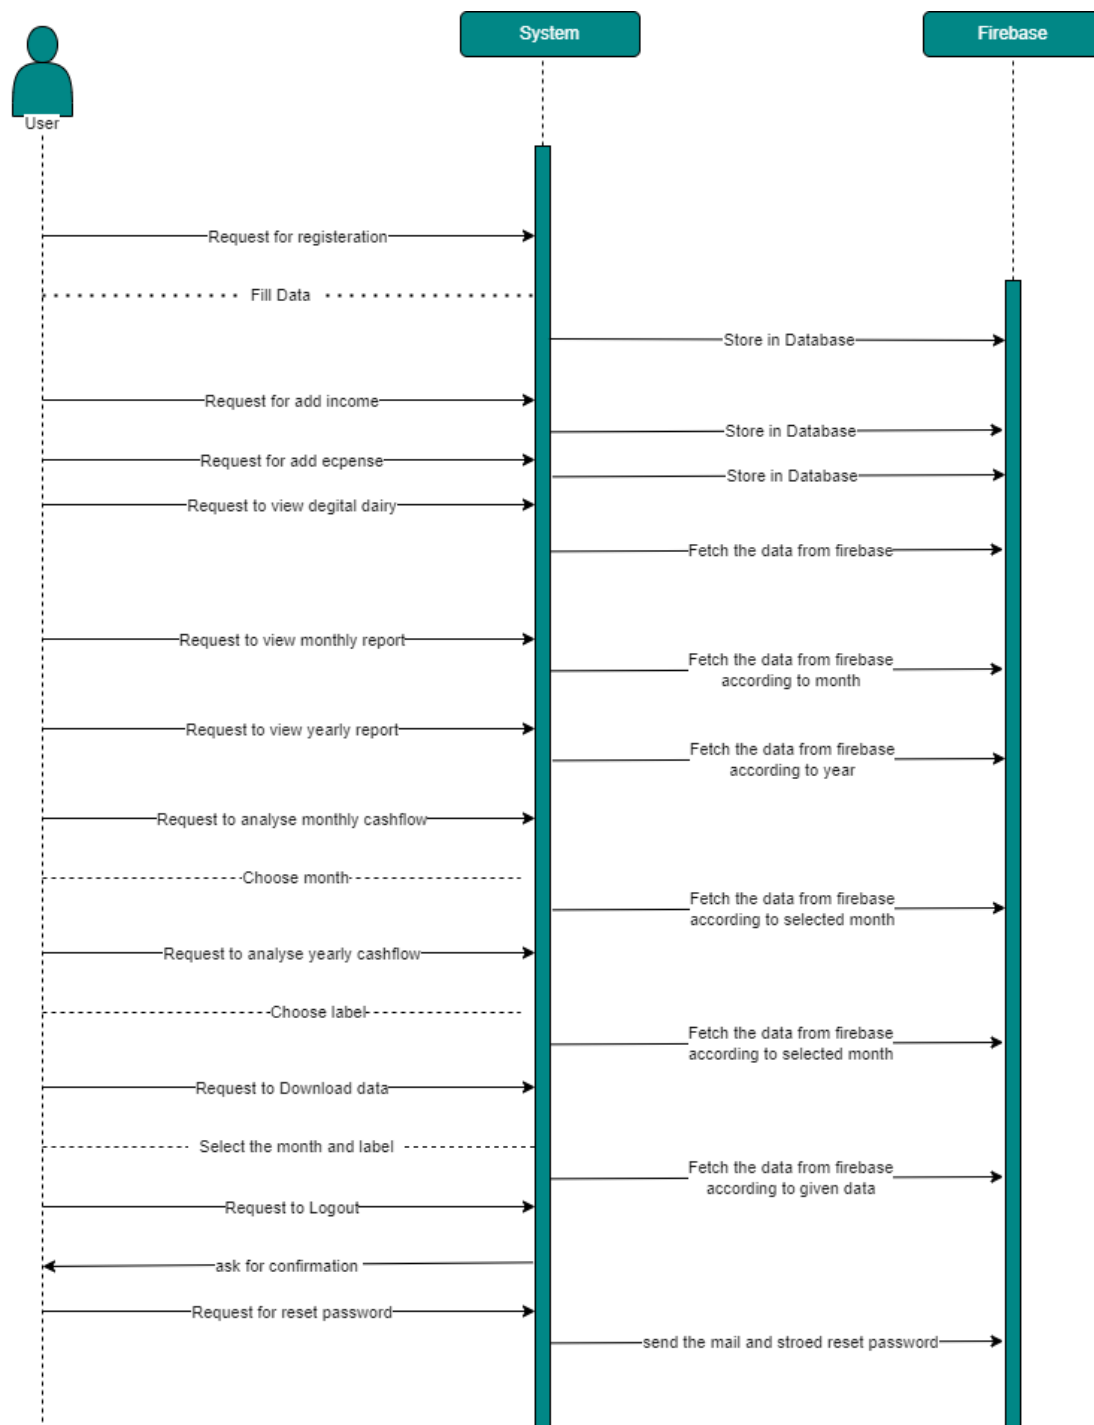 System
Firebase
User
Request for registeration
Fill Data
Store in Database
Request for add income
Store in Database
Request for add ecpense
Store in Database
Request to view degital dairy
Fetch the data from firebase
Request to view monthly report
Fetch the data from firebase
according to month
Request to view yearly report
Fetch the data from firebase
according to year
Request to analyse monthly cashflow
Choose month
Fetch the data from firebase
according to selected month
Request to analyse yearly cashflow
Choose label
Fetch the data from firebase
according to selected month
Request to Download data
Select the month and label
Fetch the data from firebase
according to given data
Request to Logout
ask for confirmation
Request for reset password
send the mail and stroed reset password